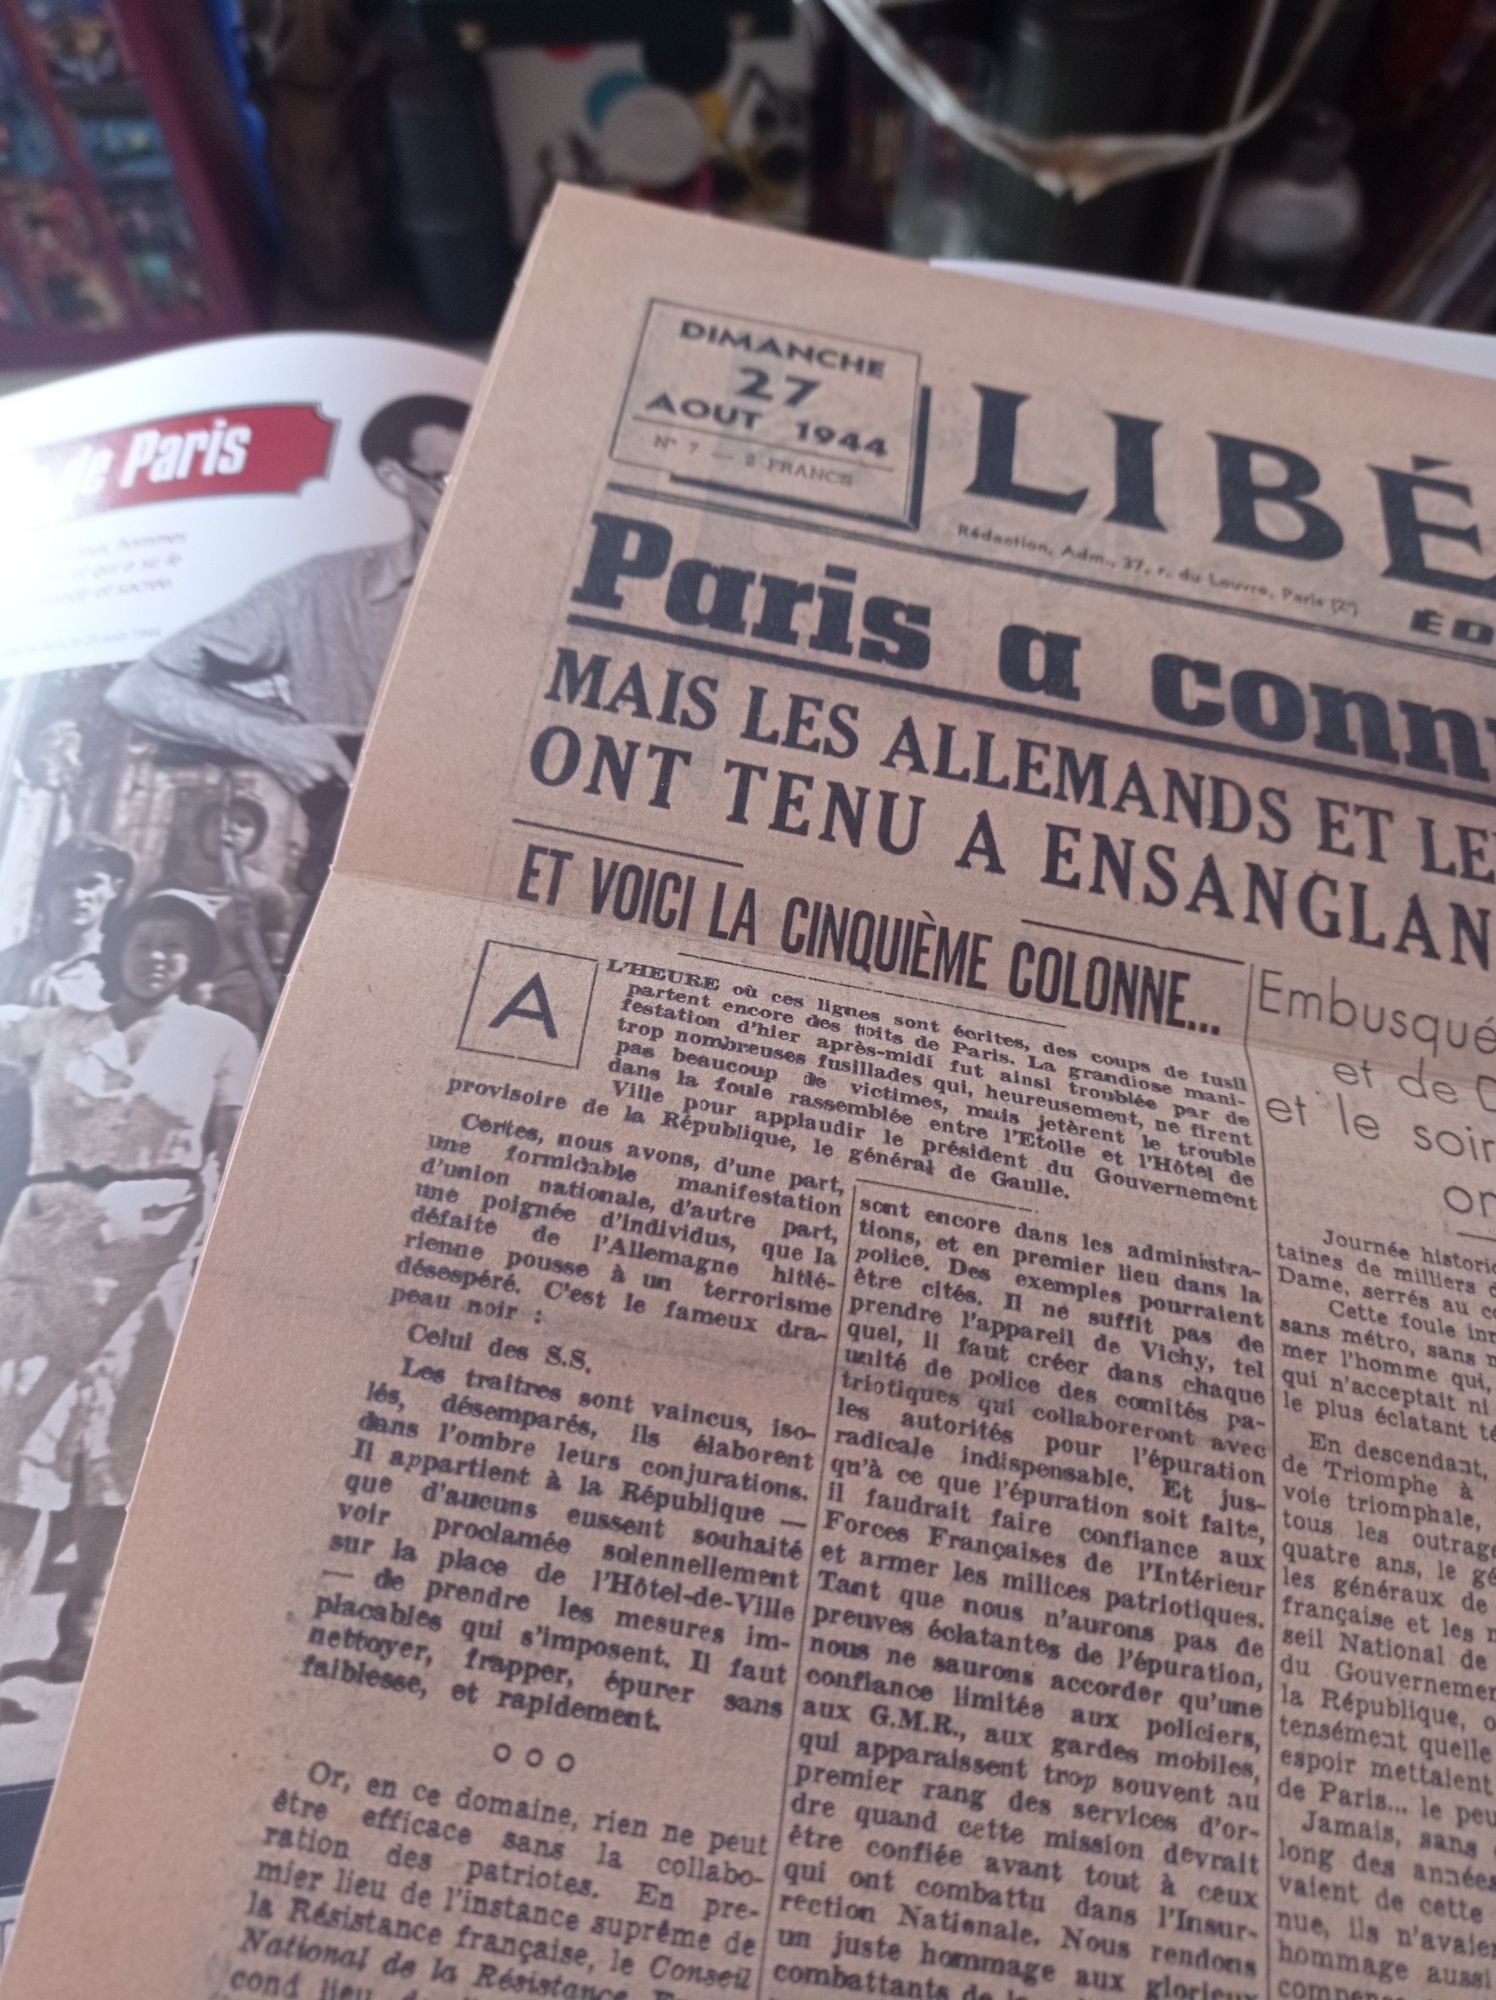 de Paris
DIMANCHE
27
AOUT 1944
N° 7 — 2 FRANCS
LIBÉ
Rédaction, Adm., 37, r. du Louvre, Paris (2e)
ÉD
Paris a conn
MAIS LES ALLEMANDS ET LE
ONT TENU A ENSANGLAN
ET VOICI LA CINQUIÈME COLONNE...
A L'HEURE où ces lignes sont écrites, des coups de fusil
partent encore des toits de Paris. La grandiose mani-
festation d'hier après-midi fut ainsi troublée par de
trop nombreuses fusillades qui, heureusement, ne firent
pas beaucoup de victimes, mais jetèrent le trouble
dans la foule rassemblée entre l'Etoile et l'Hôtel de
Ville pour applaudir le président du Gouvernement
provisoire de la République, le général de Gaulle.
Certes, nous avons, d'une part,
une formidable manifestation
d'union nationale, d'autre part,
une poignée d'individus, que la
défaite de l'Allemagne hitlé-
rienne pousse à un terrorisme
désespéré. C'est le fameux dra-
peau noir :
Celui des S.S.
Les traîtres sont vaincus, iso-
lés, désemparés, ils élaborent
dans l'ombre leurs conjurations.
Il appartient à la République —
que d'aucuns eussent souhaité
voir proclamée solennellement
sur la place de l'Hôtel-de-Ville
— de prendre les mesures im-
placables qui s'imposent. Il faut
nettoyer, frapper, épurer sans
faiblesse, et rapidement.
o o o
Or, en ce domaine, rien ne peut
être efficace sans la collabo-
ration des patriotes. En pre-
mier lieu de l'instance suprême de
la Résistance française, le Conseil
National de la Résistance. 
cond lieu,
sont encore dans les administra-
tions, et en premier lieu dans la
police. Des exemples pourraient
être cités. Il ne suffit pas de
prendre l'appareil de Vichy, tel
quel, il faut créer dans chaque
unité de police des comités pa-
triotiques qui collaboreront avec
les autorités pour l'épuration
radicale indispensable. Et jus-
qu'à ce que l'épuration soit faite,
il faudrait faire confiance aux
Forces Françaises de l'Intérieur
et armer les milices patriotiques.
Tant que nous n'aurons pas de
preuves éclatantes de l'épuration,
nous ne saurons accorder qu'une
confiance limitée aux policiers,
aux G.M.R., aux gardes mobiles,
qui apparaissent trop souvent au
premier rang des services d'or-
dre quand cette mission devrait
être confiée avant tout à ceux
qui ont combattu dans l'Insur-
rection Nationale. Nous rendons
un juste hommage aux glorieux
combattants de
Embusqué
et de
et le soir
on
Journée histori
taines de milliers d
Dame, serrés au c
Cette foule in
sans métro, sans
mer l'homme qui,
qui n'acceptait ni
le plus éclatant té
En descendant,
de Triomphe à
voie triomphale,
tous les outrag
quatre ans, le gé
les généraux de
française et les
seil National de
du Gouvernemen
la République, o
tensément quelle
espoir mettaient
de Paris... le peu
Jamais, sans
long des années
vaient de cette
nue, ils n'avaie
hommage aussi